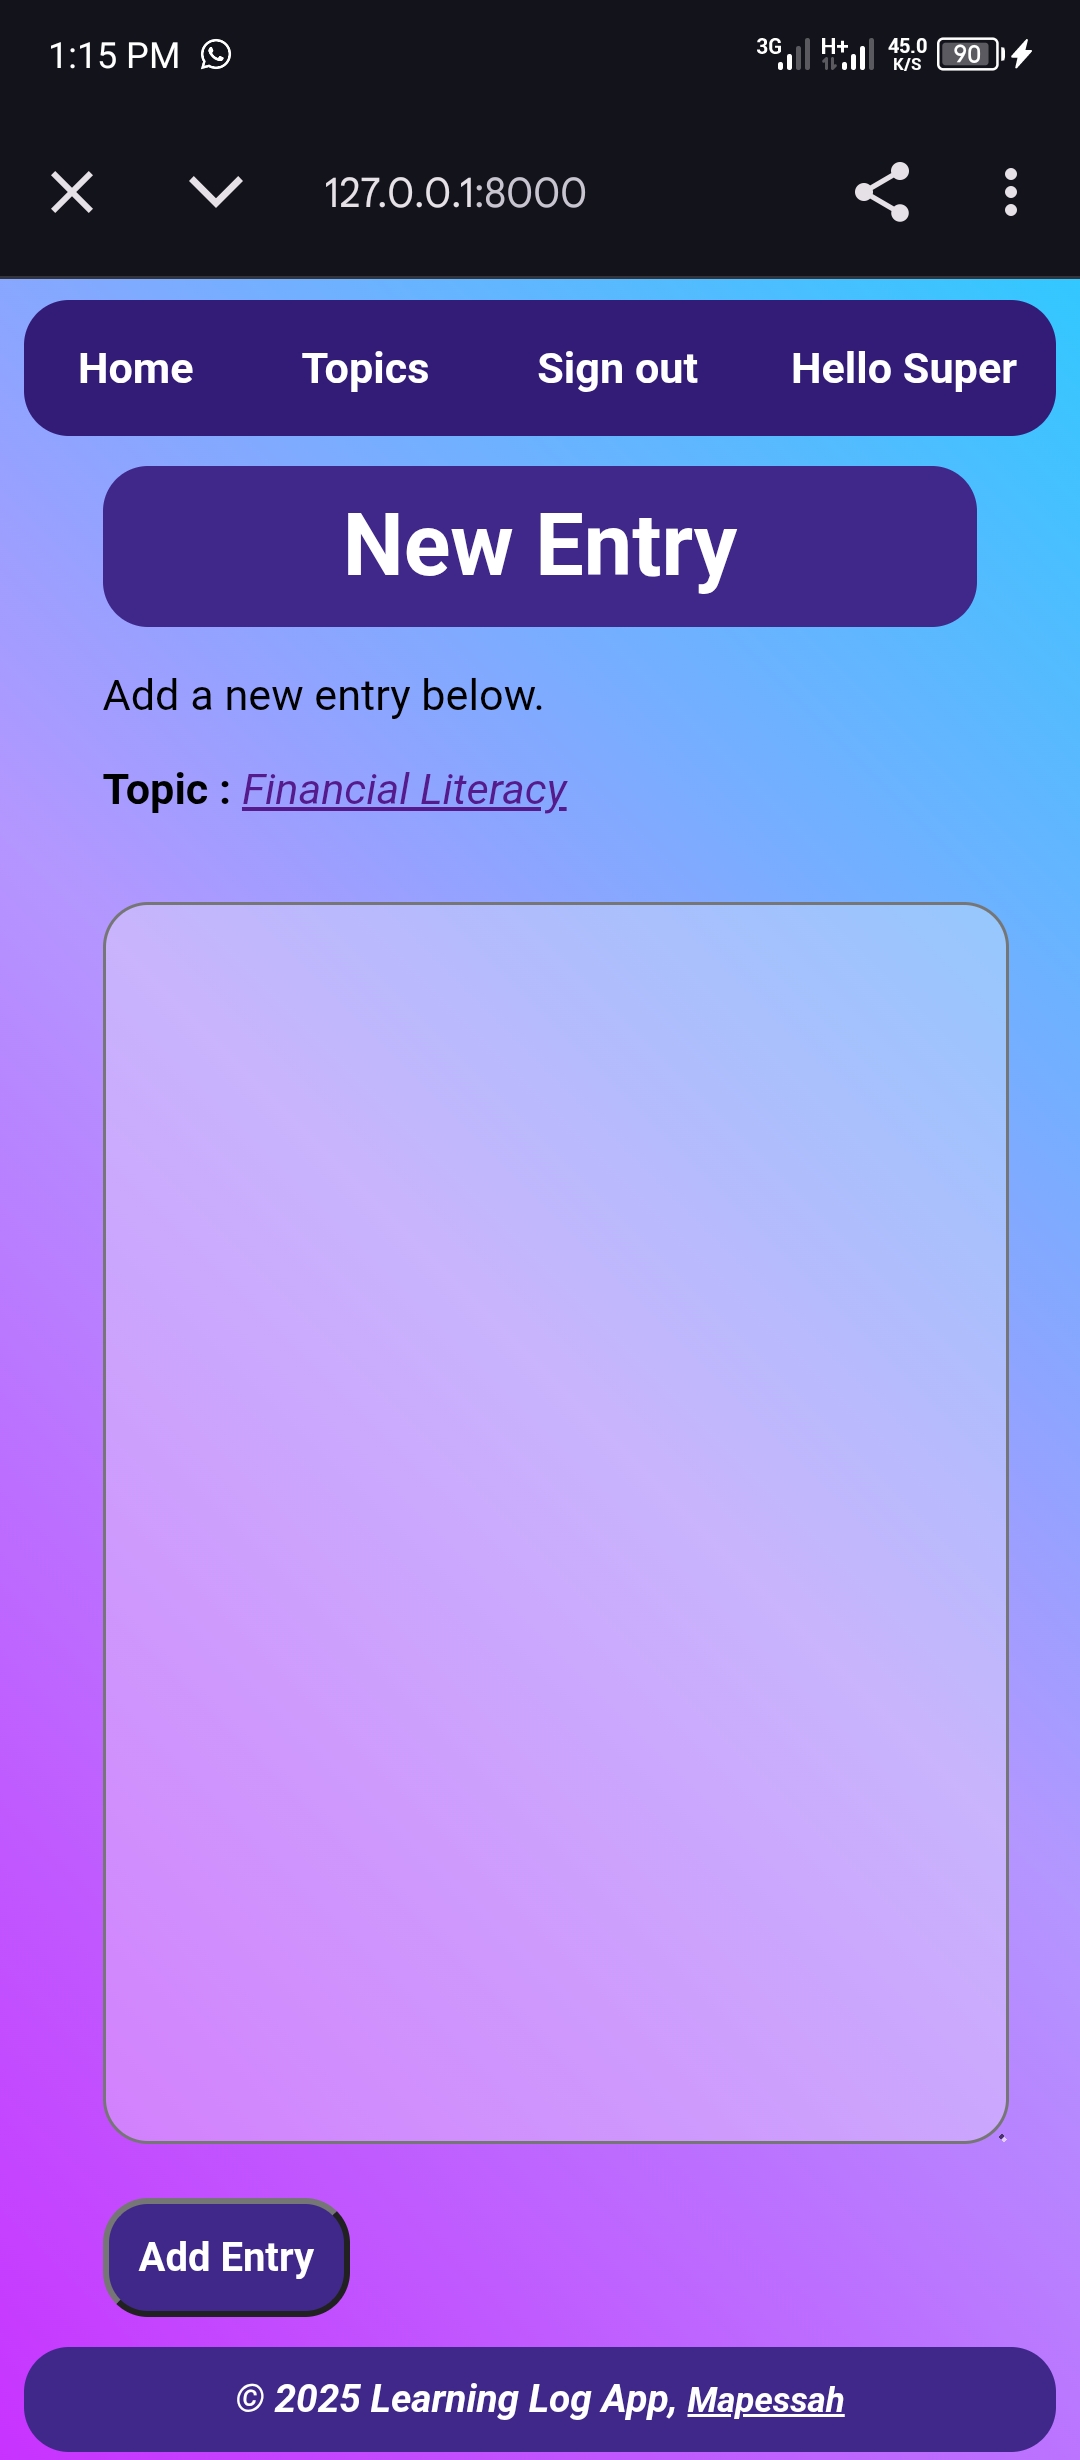 1:15 PM 3G H+ 45.0 K/S 90
127.0.0.1:8000
Home Topics Sign out Hello Super
New Entry
Add a new entry below.
Topic : Financial Literacy
Add Entry
© 2025 Learning Log App, Mapessah